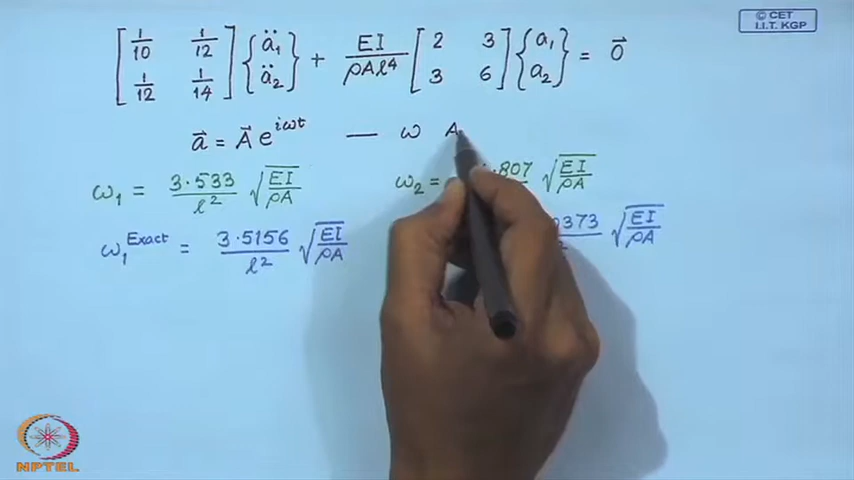 © CET
I.I.T. KGP
[1/10 1/12; 1/12 1/14] {ä₁; ä₂} + EI/ρAl⁴ [2 3; 3 6] {a₁; a₂} = 0⃗
a⃗ = A⃗ e^{iωt} — ω A
ω₁ = 3.533/l² √(EI/ρA) ω₂ = .807 √(EI/ρA)
ω₁^Exact = 3.5156/l² √(EI/ρA) 373 √(EI/ρA)
NPTEL